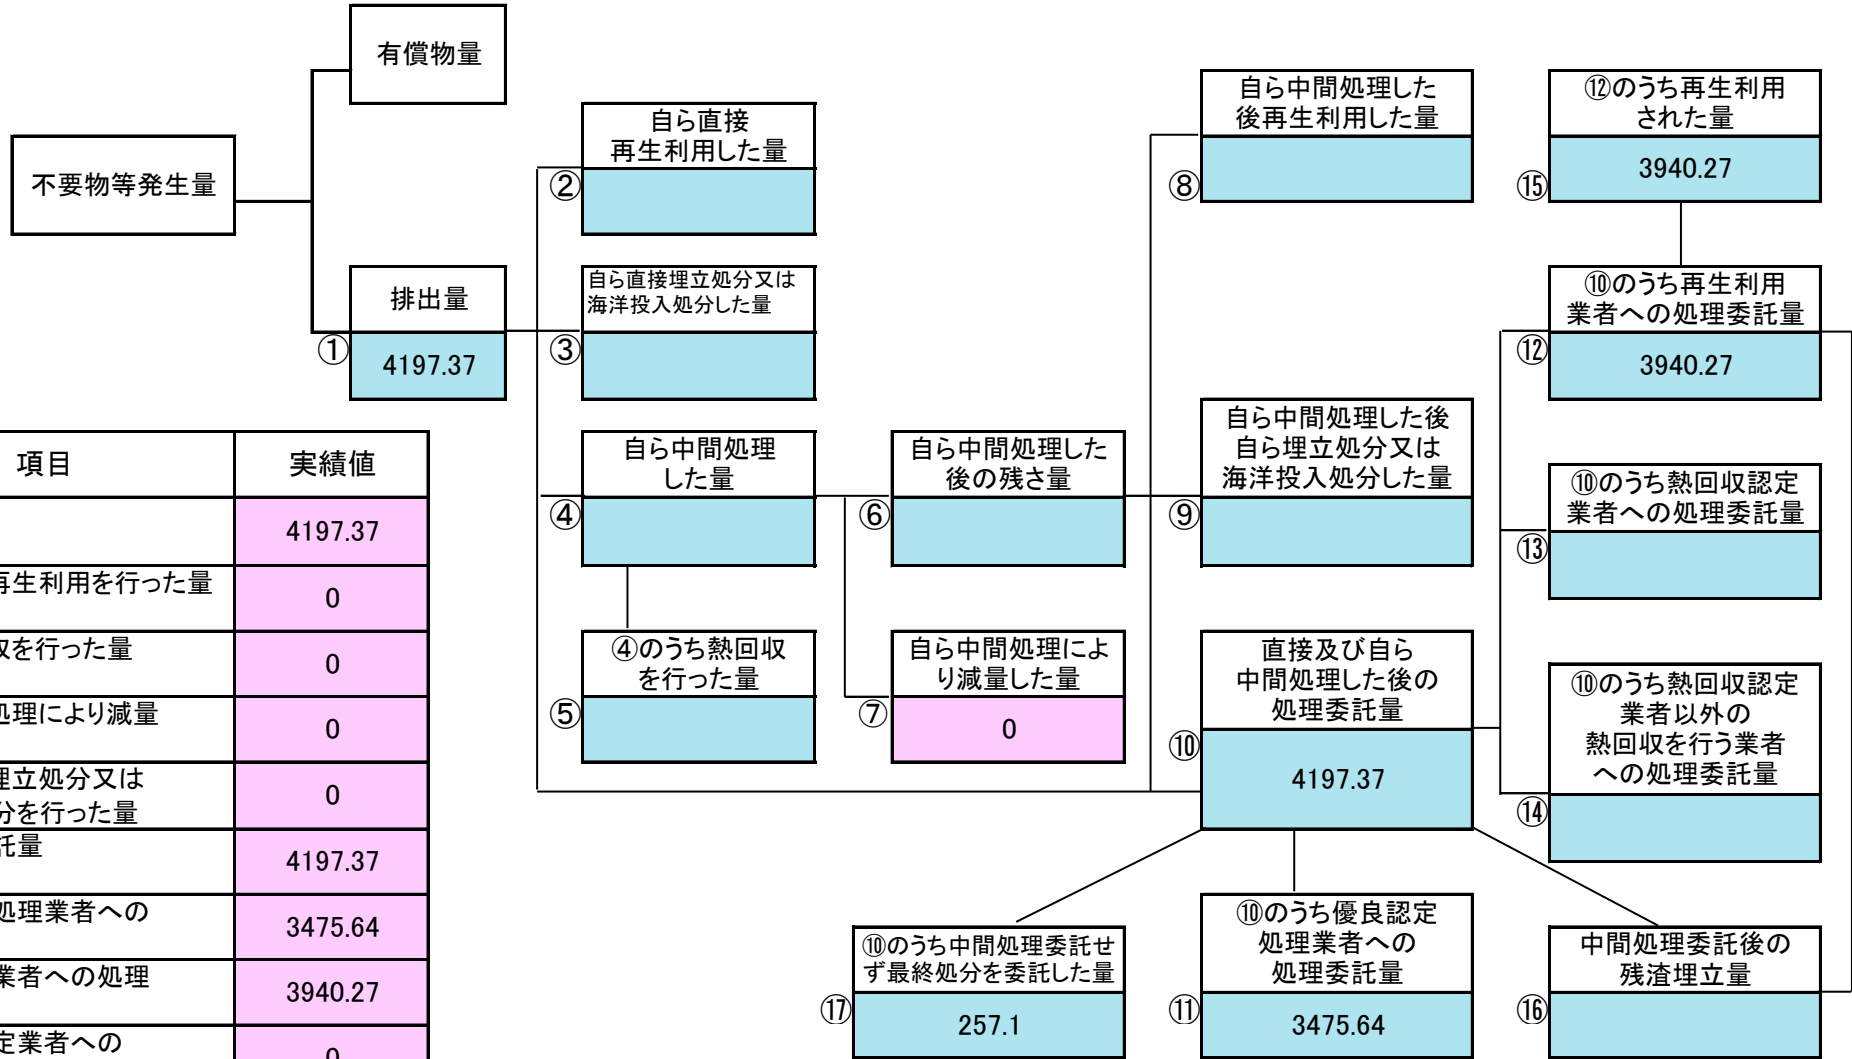 有償物量
不要物等発生量
排出量
①
4197.37
自ら直接
再生利用した量
②
自ら直接埋立処分又は
海洋投入処分した量
③
自ら中間処理
した量
④
④のうち熱回収
を行った量
⑤
自ら中間処理した
後の残さ量
⑥
自ら中間処理によ
り減量した量
⑦
0
自ら中間処理した
後再生利用した量
⑧
自ら中間処理した後
自ら埋立処分又は
海洋投入処分した量
⑨
直接及び自ら
中間処理した後の
処理委託量
⑩
4197.37
⑩のうち優良認定
処理業者への
処理委託量
⑪
3475.64
⑫のうち再生利用
された量
⑮
3940.27
⑩のうち再生利用
業者への処理委託量
⑫
3940.27
⑩のうち熱回収認定
業者への処理委託量
⑬
⑩のうち熱回収認定
業者以外の
熱回収を行う業者
への処理委託量
⑭
中間処理委託後の
残渣埋立量
⑯
⑩のうち中間処理委託せ
ず最終処分を委託した量
⑰
257.1
項目 実績値
4197.37
再生利用を行った量 0
を行った量 0
処理により減量 0
埋立処分又は
分を行った量 0
託量 4197.37
処理業者への 3475.64
業者への処理 3940.27
定業者への 0